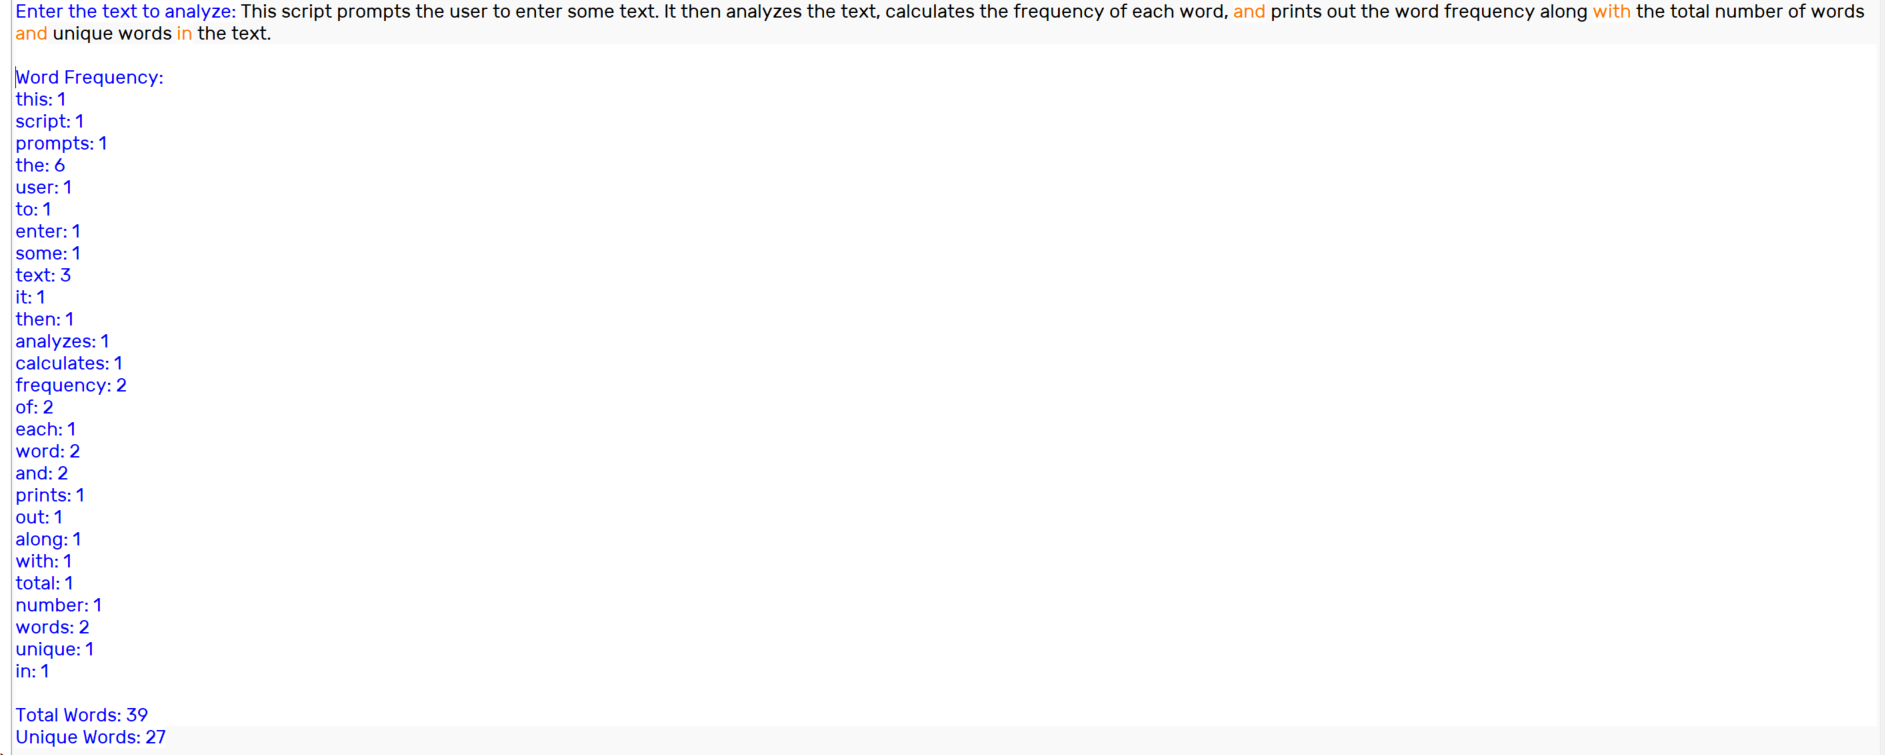 Enter the text to analyze: This script prompts the user to enter some text. It then analyzes the text, calculates the frequency of each word, and prints out the word frequency along with the total number of words
and unique words in the text.
Word Frequency:
this: 1
script: 1
prompts: 1
the: 6
user: 1
to: 1
enter: 1
some: 1
text: 3
it: 1
then: 1
analyzes: 1
calculates: 1
frequency: 2
of: 2
each: 1
word: 2
and: 2
prints: 1
out: 1
along: 1
with: 1
total: 1
number: 1
words: 2
unique: 1
in: 1
Total Words: 39
Unique Words: 27